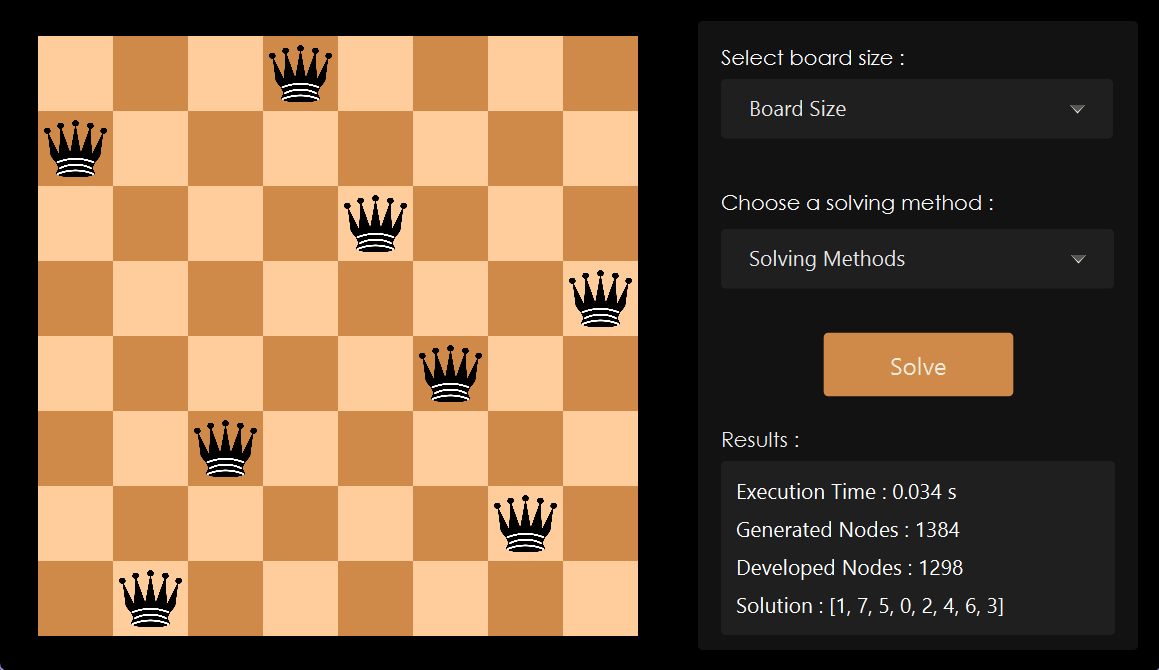 Select board size :
Board Size
Choose a solving method :
Solving Methods
Solve
Results :
Execution Time : 0.034 s
Generated Nodes : 1384
Developed Nodes : 1298
Solution : [1, 7, 5, 0, 2, 4, 6, 3]